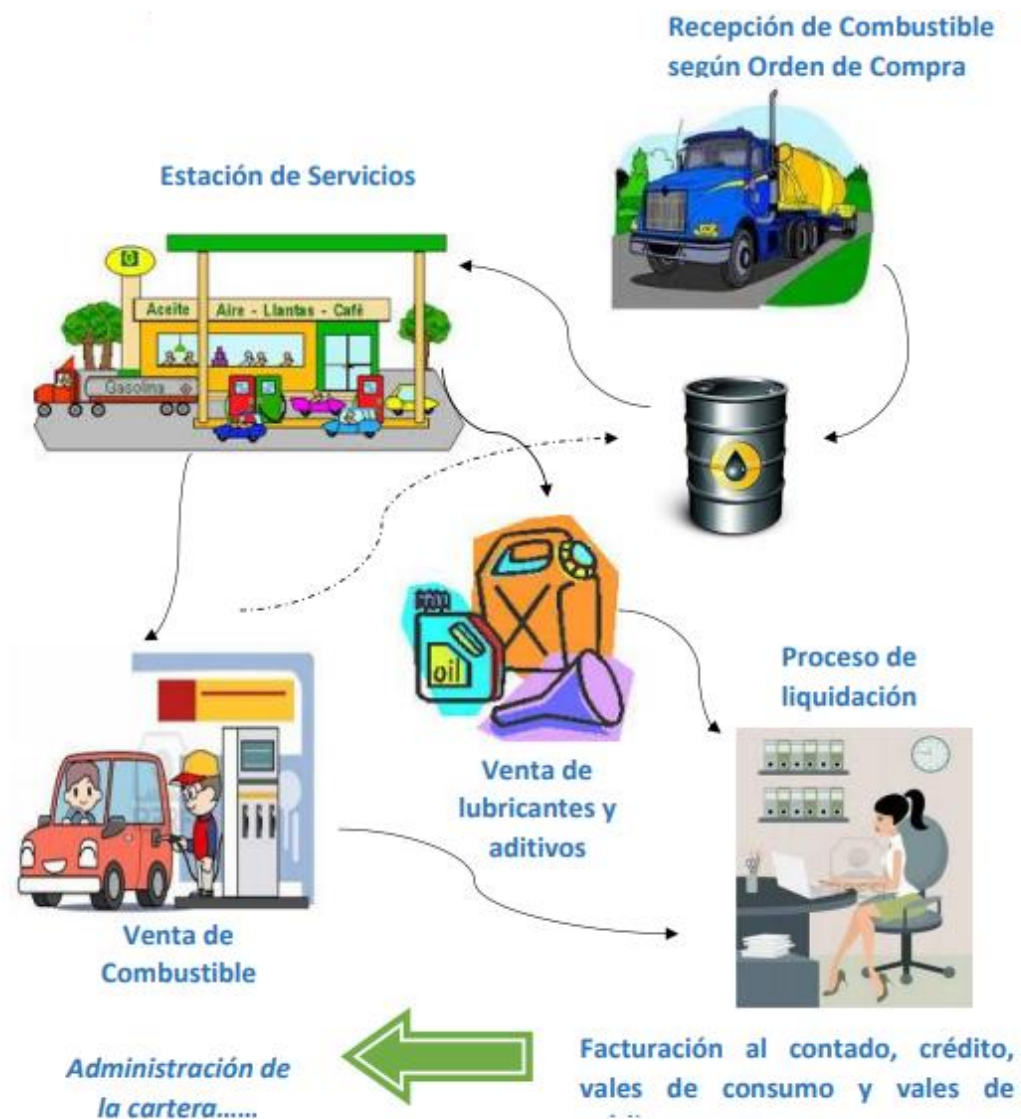 Recepción de Combustible
según Orden de Compra
Estación de Servicios
Aceite Aire - Llantas - Café
Gasolina
oil
Proceso de
liquidación
Venta de
lubricantes y
aditivos
Venta de
Combustible
Administración de
la cartera......
Facturación al contado, crédito,
vales de consumo y vales de